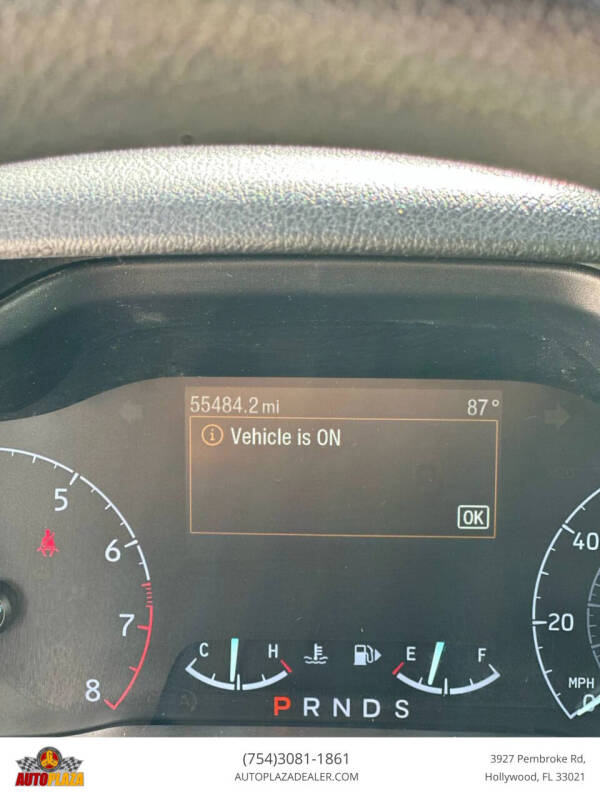 55484.2 mi 87°
i Vehicle is ON
OK
5
6
7
8
40
20
MPH
0
C H E F
P R N D S
AUTOPLAZA
(754)3081-1861
AUTOPLAZADEALER.COM
3927 Pembroke Rd,
Hollywood, FL 33021